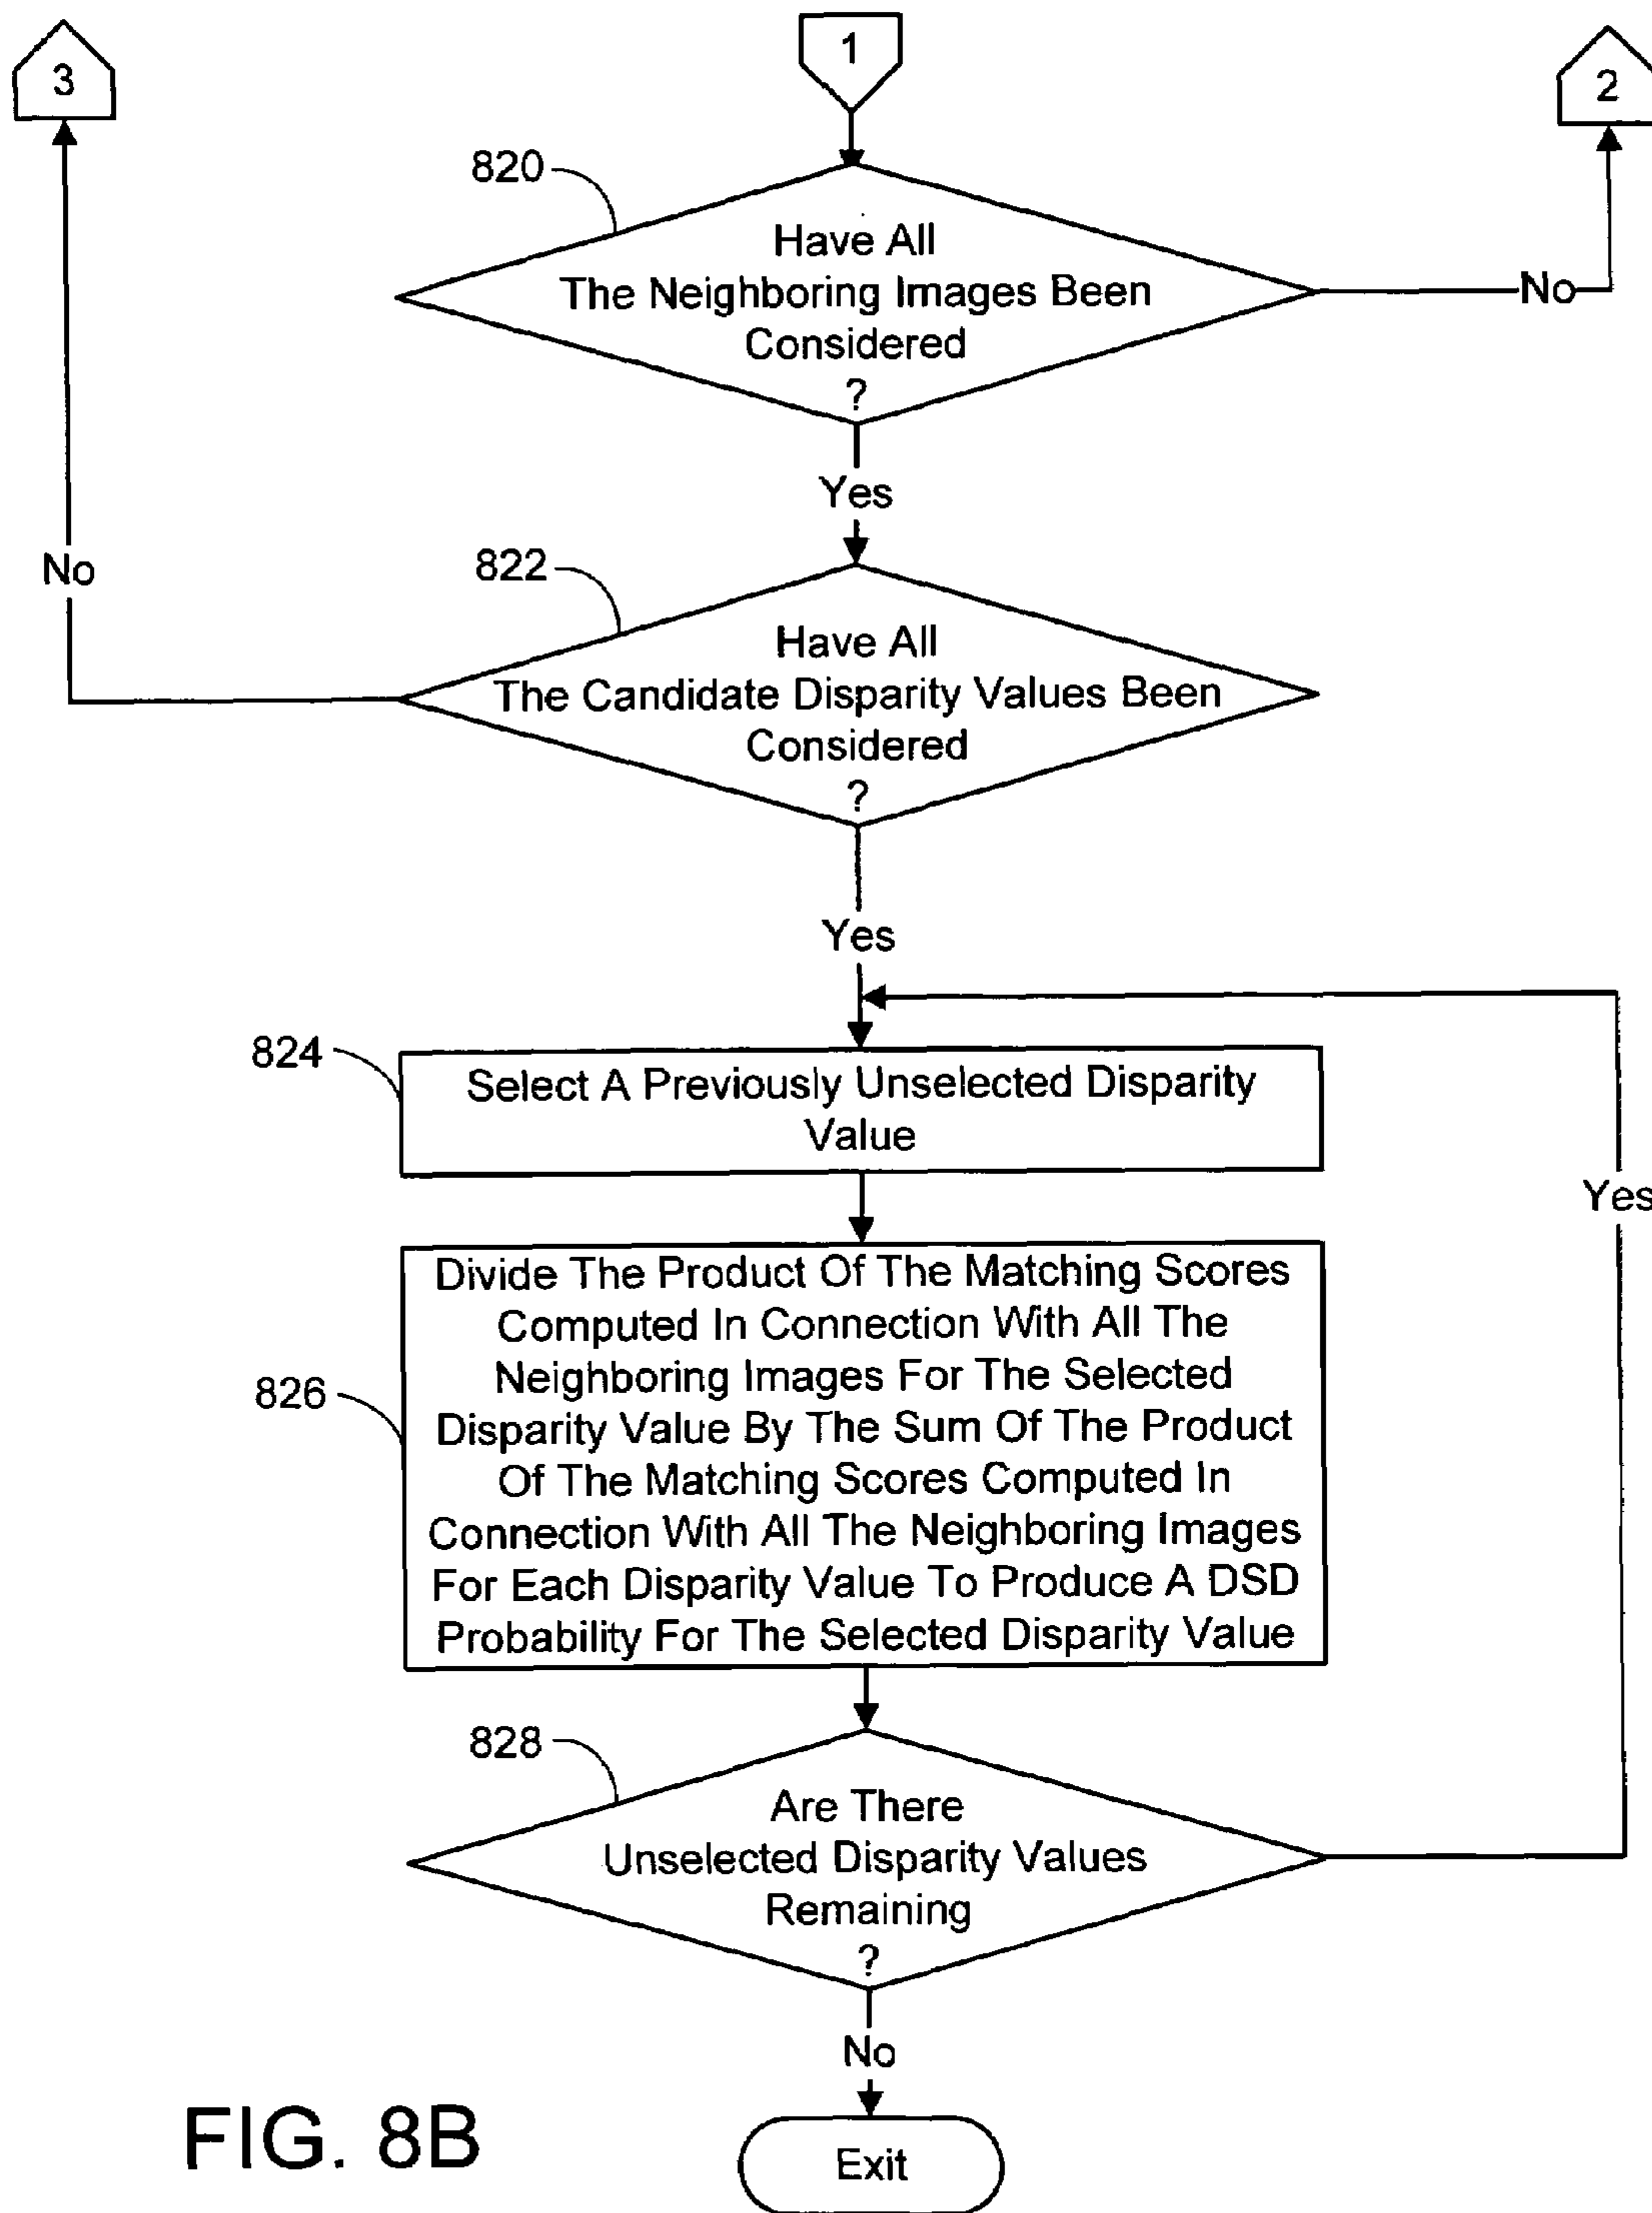 3
1
2
820
Have All
The Neighboring Images Been
Considered
?
No
Yes
No
822
Have All
The Candidate Disparity Values Been
Considered
?
Yes
824
Select A Previously Unselected Disparity
Value
Yes
826
Divide The Product Of The Matching Scores
Computed In Connection With All The
Neighboring Images For The Selected
Disparity Value By The Sum Of The Product
Of The Matching Scores Computed In
Connection With All The Neighboring Images
For Each Disparity Value To Produce A DSD
Probability For The Selected Disparity Value
828
Are There
Unselected Disparity Values
Remaining
?
No
Exit
FIG. 8B